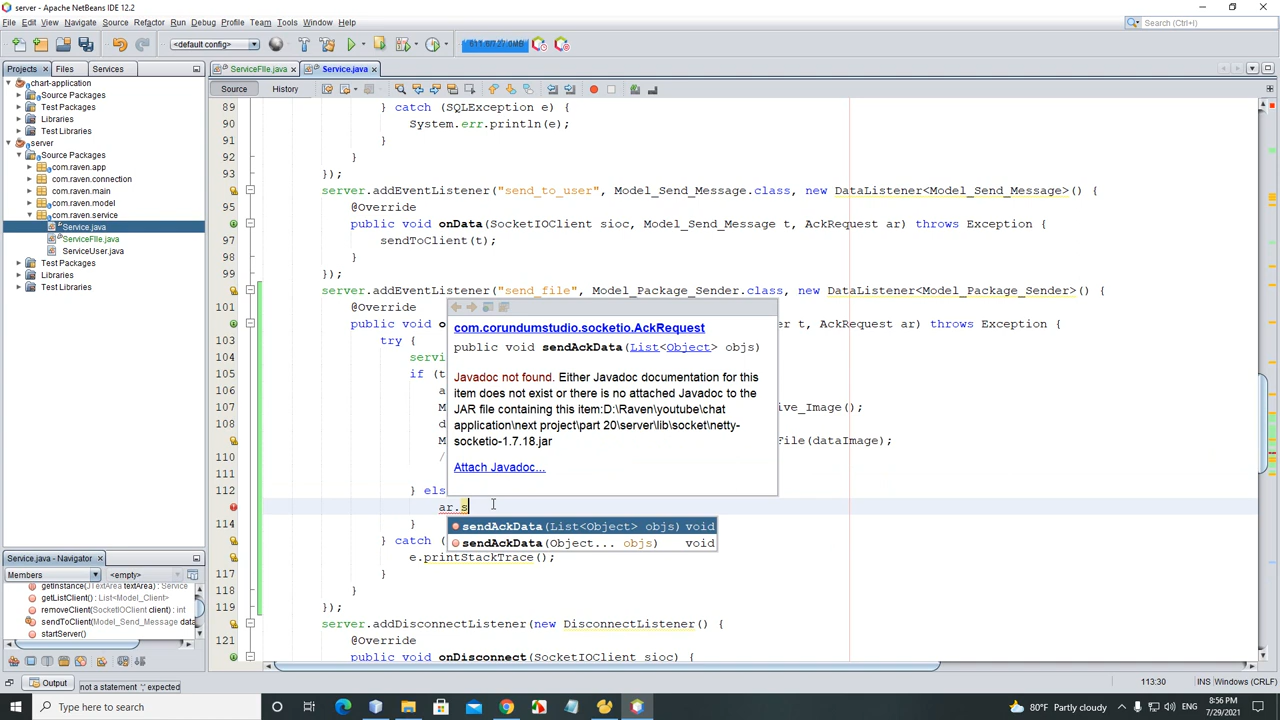 server - Apache NetBeans IDE 12.2
File Edit View Navigate Source Refactor Run Debug Profile Team Tools Window Help
Search (Ctrl+I)
<default config>
Projects Files Services
ServiceFIle.java Service.java
Source History
chart-application
Source Packages
Test Packages
Libraries
Test Libraries
server
Source Packages
com.raven.app
com.raven.connection
com.raven.main
com.raven.model
com.raven.service
Service.java
ServiceFIle.java
ServiceUser.java
Test Packages
Libraries
Test Libraries
89 } catch (SQLException e) {
90 System.err.println(e);
91 }
92 }
93 });
server.addEventListener("send_to_user", Model_Send_Message.class, new DataListener<Model_Send_Message>() {
95 @Override
public void onData(SocketIOClient sioc, Model_Send_Message t, AckRequest ar) throws Exception {
97 sendToClient(t);
98 }
99 });
server.addEventListener("send_file", Model_Package_Sender.class, new DataListener<Model_Package_Sender>() {
101 @Override
public void o r t, AckRequest ar) throws Exception {
103 try {
104 servi
105 if (t
106 a
107 M ive_Image();
108 d
M File(dataImage);
110 /
111
112 } els
ar.s
114 }
} catch (
e.printStackTrace();
117 }
118 }
119 });
server.addDisconnectListener(new DisconnectListener() {
121 @Override
public void onDisconnect(SocketIOClient sioc) {
com.corundumstudio.socketio.AckRequest
public void sendAckData(List<Object> objs)
Javadoc not found. Either Javadoc documentation for this
item does not exist or there is no attached Javadoc to the
JAR file containing this item:D:\Raven\youtube\chat
application\next project\part 20\server\lib\socket\netty-
socketio-1.7.18.jar
Attach Javadoc...
sendAckData(List<Object> objs) void
sendAckData(Object... objs) void
Service.java - Navigator
Members <empty>
getInstance(JTextArea textArea) : Service
getListClient() : List<Model_Client>
removeClient(SocketIOClient client) : int
sendToClient(Model_Send_Message data
startServer()
Output
not a statement ';' expected
113:30 INS Windows (CRLF)
Type here to search
80°F Partly cloudy
8:56 PM
7/29/2021